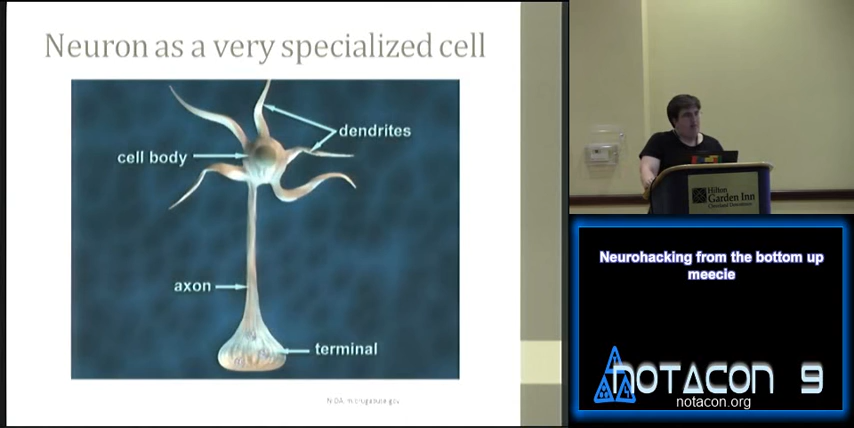 Neuron as a very specialized cell
dendrites
cell body
axon
terminal
Hilton
Garden Inn
Neurohacking from the bottom up
meecie
NOTACON 9
notacon.org